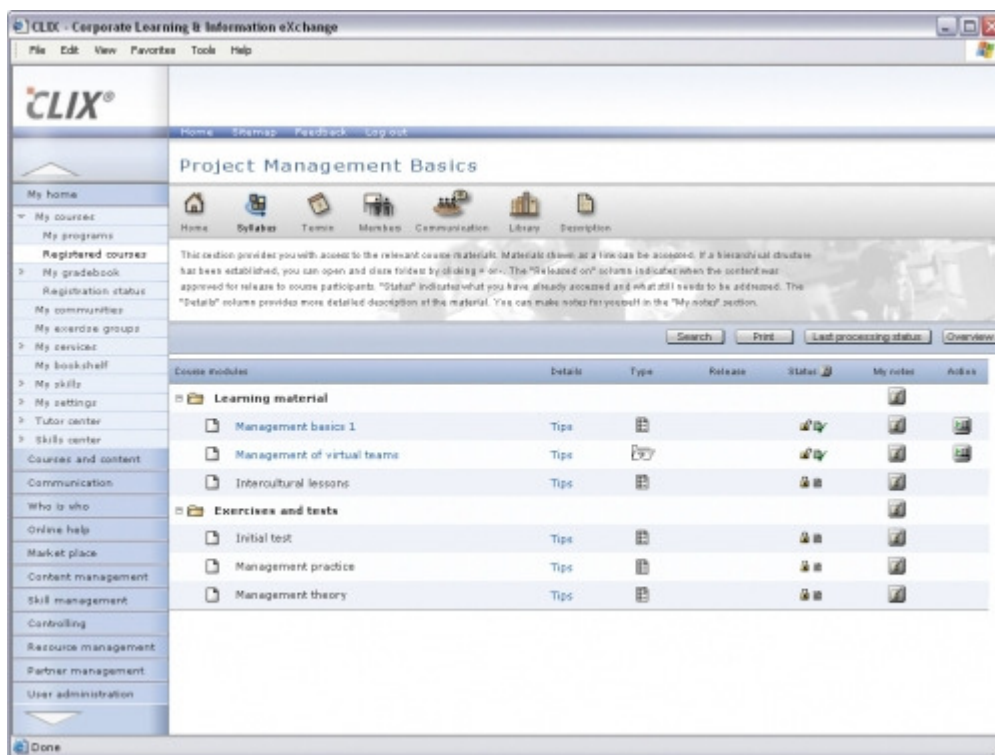 CLIX - Corporate Learning & Information eXchange
File Edit View Favorites Tools Help
CLIX®
Home Sitemap Feedback Log out
Project Management Basics
My home
My courses
My programs
Registered courses
My gradebook
Registration status
My communities
My exercise groups
My services
My bookshelf
My skills
My settings
Tutor center
Skills center
Courses and content
Communication
Who is who
Online help
Market place
Content management
Skill management
Controlling
Resource management
Partner management
User administration
Home Syllabus Termin Members Communication Library Description
This section provides you with access to the relevant course materials. Materials shown as a link can be accessed. If a hierarchical structure
has been established, you can open and close folders by clicking + or -. The "Released on" column indicates when the content was
approved for release to course participants. "Status" indicates what you have already accessed and what still needs to be addressed. The
"Details" column provides more detailed description of the material. You can make notes for yourself in the "My notes" section.
Search Print Last processing status Overview
Course modules Details Type Release Status My notes Action
Learning material
Management basics 1 Tips
Management of virtual teams Tips
Intercultural lessons Tips
Exercises and tests
Initial test Tips
Management practice Tips
Management theory Tips
Done